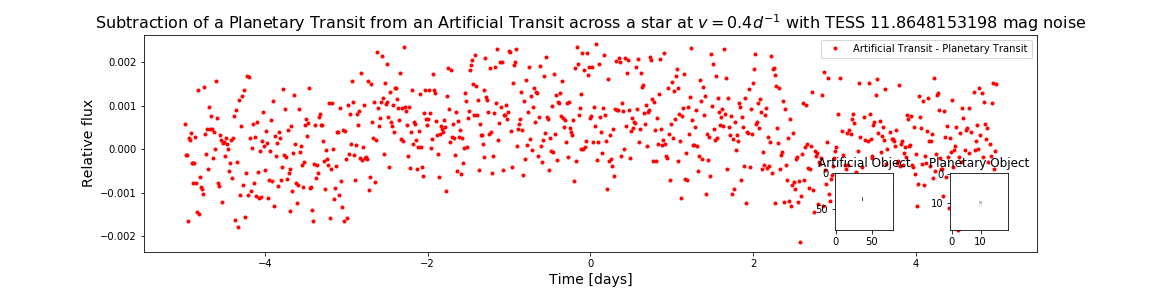 Subtraction of a Planetary Transit from an Artificial Transit across a star at v = 0.4d⁻¹ with TESS 11.8648153198 mag noise
Artificial Transit - Planetary Transit
Relative flux
0.002
0.001
0.000
−0.001
−0.002
Artificial Object
0
50
0 50
Planetary Object
0
10
0 10
−4 −2 0 2 4
Time [days]